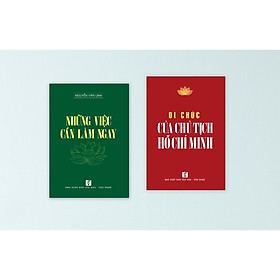 NGUYỄN VĂN LINH
NHỮNG VIỆC
CẦN LÀM NGAY
DI CHÚC
CỦA CHỦ TỊCH
HỒ CHÍ MINH